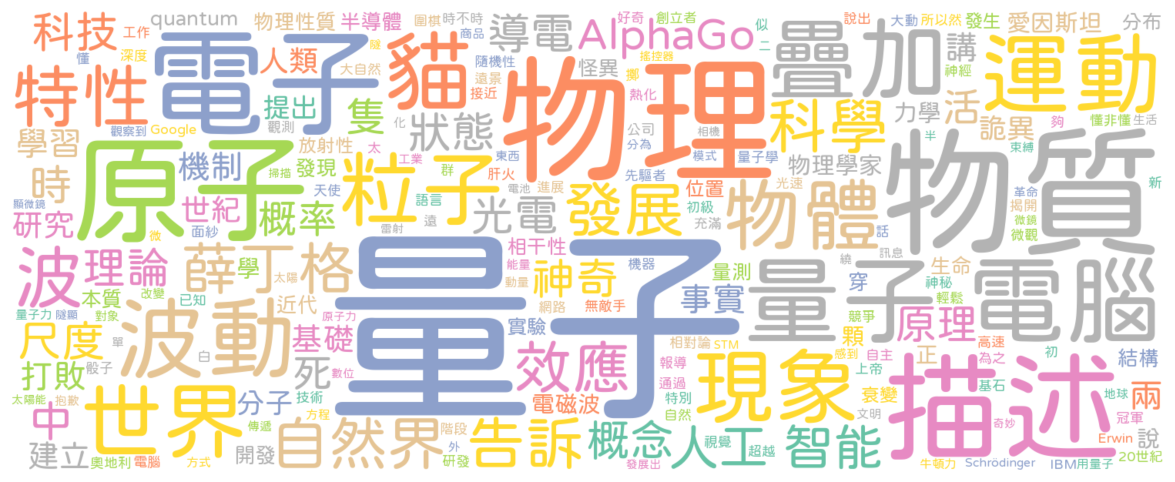 科技 工作 quantum 物理性質 半導體 圍棋 時不時 導電 AlphaGo 好奇 創立者 似 說出 大動 所以然 發生 愛因斯坦 分布
懂 深度 電子 人類 腿 大自然 貓 商品 隨機性 遠景 接近 怪異 二 搖控器 挪 疊加 講 神經 運動
特性 提出 隻 物理 熱化 科學 力學 活 詭異 夠 懂非懂 生活
觀察到 Google 觀測 狀態 化 公司 分為 相機 半 束縛
學習 原子 放射性 機制 發現 太 工業 群 東西 肝火 先驅者 模式 量子學 物理學家 物質 新
時 掃描 天使 粒子 語言 電池 進展 發展 位置 初級 光速 物體 革命 揭開 微鏡 微觀
顯微鏡 研究 世紀 概率 面紗 遠 雷射 光電 充滿 話
微 波 理論 薛丁格 學 太陽 相干性 能量 動量 神奇 機器 量測 穿 訊息 繞 生命 神秘
本質 改變 已知 近代 量子 網路 無敵手 事實 量子 輕鬆 電腦
量子力 隧顯 對象 波動 原子力 實驗 顆 競爭 原理
尺度 單 基礎 相對論 STM 感到 自主 正 高速 為之 初
打敗 骰子 白 死 數位 效應 報導 通過 現象 上帝 基石 結構
太陽能 抱歉 世界 分子 技術 電磁波 特別 自然 衰變 描述 地球 兩
中 傳遞 方程 階段 告訴 概念 人工 視覺 智能 文明 奇妙 冠軍
建立 奧地利 電腦 方式 開發 自然界 外 研發 發展出 超越 牛頓力 Schrödinger IBM 用量子 Erwin 說 20世紀